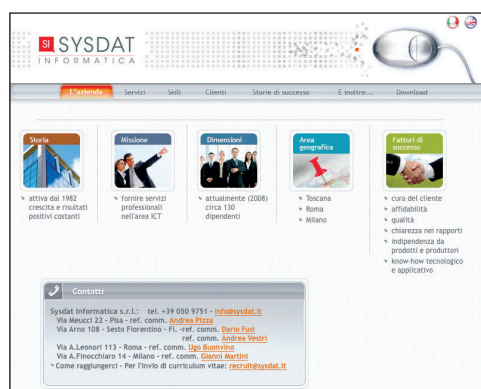 SI SYSDAT
INFORMATICA
L'azienda Servizi Skill Clienti Storie di successo E inoltre... Download
Storia
attiva dal 1982
crescita e risultati
positivi costanti
Missione
fornire servizi
professionali
nell'area ICT
Dimensioni
attualmente (2008)
circa 130
dipendenti
Area
geografica
Toscana
Roma
Milano
Fattori di
successo
cura del cliente
affidabilità
qualità
chiarezza nei rapporti
indipendenza da
prodotti e produttori
know-how tecnologico
e applicativo
Contatti
Sysdat Informatica s.r.l.: tel. +39 050 9751 - info@sysdat.it
Via Meucci 22 - Pisa - ref. comm. Andrea Pizza
Via Arno 108 - Sesto Fiorentino - Fi. -ref. comm. Dario Fusi
ref. comm. Andrea Vestri
Via A.Leonori 113 - Roma - ref. comm. Ugo Buonvino
Via A.Finocchiaro 14 - Milano - ref. comm. Gianni Martini
Come raggiungerci - Per l'invio di curriculum vitae: recruit@sysdat.it